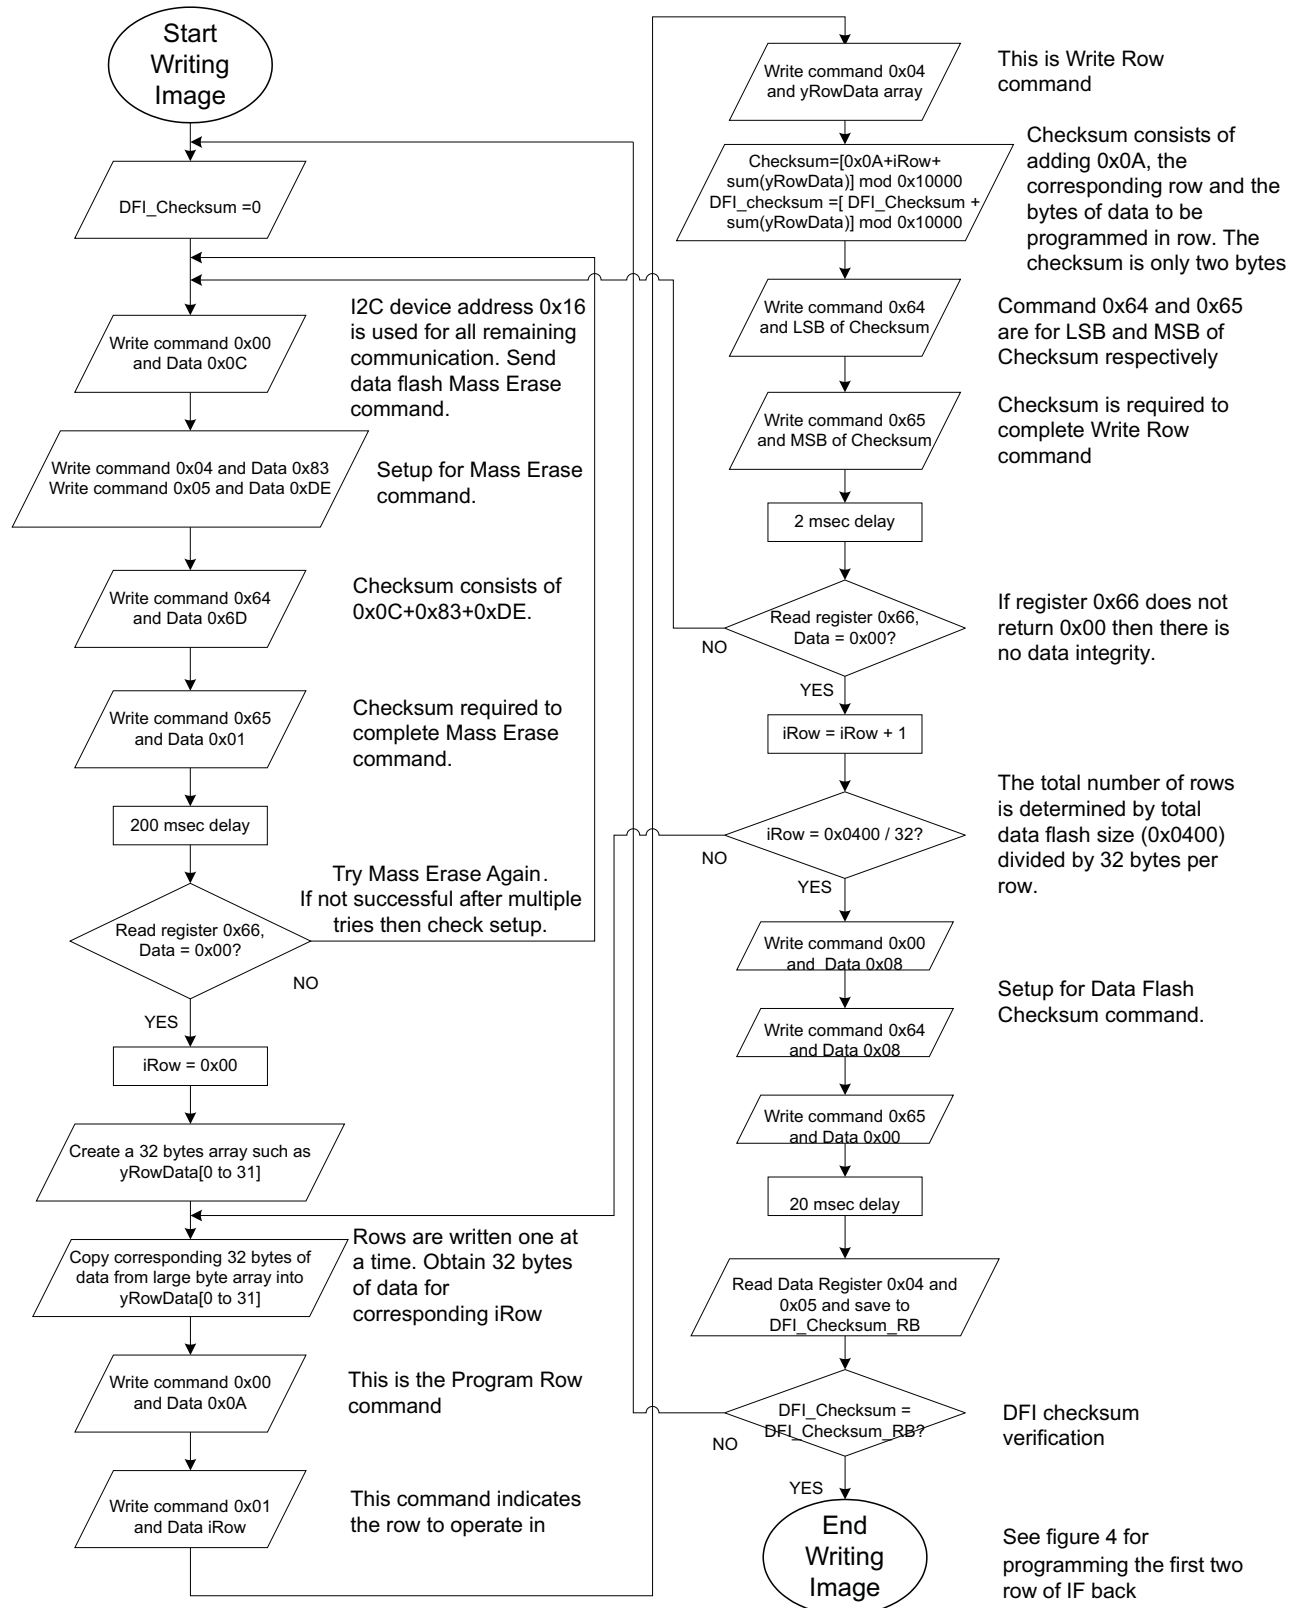 Start
Writing
Image
DFI_Checksum =0
Write command 0x00
and Data 0x0C
I2C device address 0x16
is used for all remaining
communication. Send
data flash Mass Erase
command.
Write command 0x04 and Data 0x83
Write command 0x05 and Data 0xDE
Setup for Mass Erase
command.
Write command 0x64
and Data 0x6D
Checksum consists of
0x0C+0x83+0xDE.
Write command 0x65
and Data 0x01
Checksum required to
complete Mass Erase
command.
200 msec delay
Try Mass Erase Again.
If not successful after multiple
tries then check setup.
Read register 0x66,
Data = 0x00?
NO
YES
iRow = 0x00
Create a 32 bytes array such as
yRowData[0 to 31]
Copy corresponding 32 bytes of
data from large byte array into
yRowData[0 to 31]
Rows are written one at
a time. Obtain 32 bytes
of data for
corresponding iRow
Write command 0x00
and Data 0x0A
This is the Program Row
command
Write command 0x01
and Data iRow
This command indicates
the row to operate in
Write command 0x04
and yRowData array
This is Write Row
command
Checksum=[0x0A+iRow+
sum(yRowData)] mod 0x10000
DFI_checksum =[ DFI_Checksum +
sum(yRowData)] mod 0x10000
Checksum consists of
adding 0x0A, the
corresponding row and the
bytes of data to be
programmed in row. The
checksum is only two bytes
Write command 0x64
and LSB of Checksum
Command 0x64 and 0x65
are for LSB and MSB of
Checksum respectively
Write command 0x65
and MSB of Checksum
Checksum is required to
complete Write Row
command
2 msec delay
Read register 0x66,
Data = 0x00?
NO
YES
If register 0x66 does not
return 0x00 then there is
no data integrity.
iRow = iRow + 1
iRow = 0x0400 / 32?
NO
YES
The total number of rows
is determined by total
data flash size (0x0400)
divided by 32 bytes per
row.
Write command 0x00
and Data 0x08
Setup for Data Flash
Checksum command.
Write command 0x64
and Data 0x08
Write command 0x65
and Data 0x00
20 msec delay
Read Data Register 0x04 and
0x05 and save to
DFI_Checksum_RB
DFI_Checksum =
DFI_Checksum_RB?
NO
YES
DFI checksum
verification
End
Writing
Image
See figure 4 for
programming the first two
row of IF back